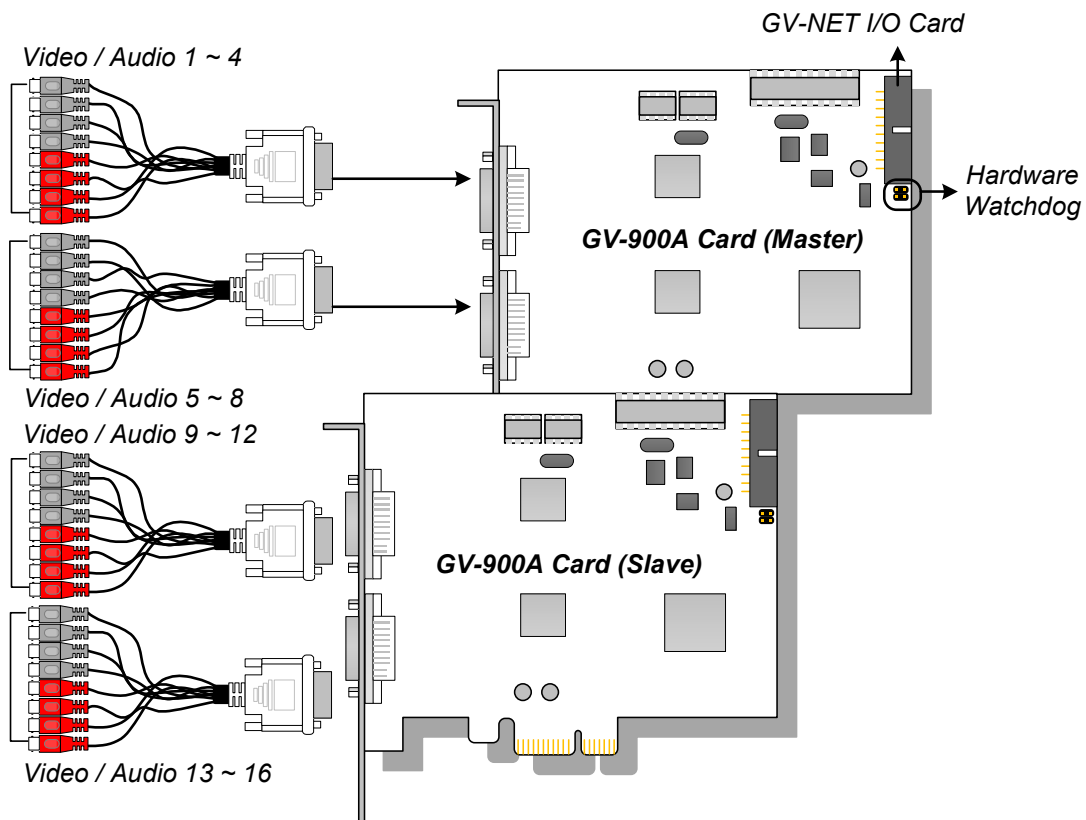 GV-NET I/O Card
Video / Audio 1 ~ 4
Hardware
Watchdog
GV-900A Card (Master)
Video / Audio 5 ~ 8
Video / Audio 9 ~ 12
GV-900A Card (Slave)
Video / Audio 13 ~ 16